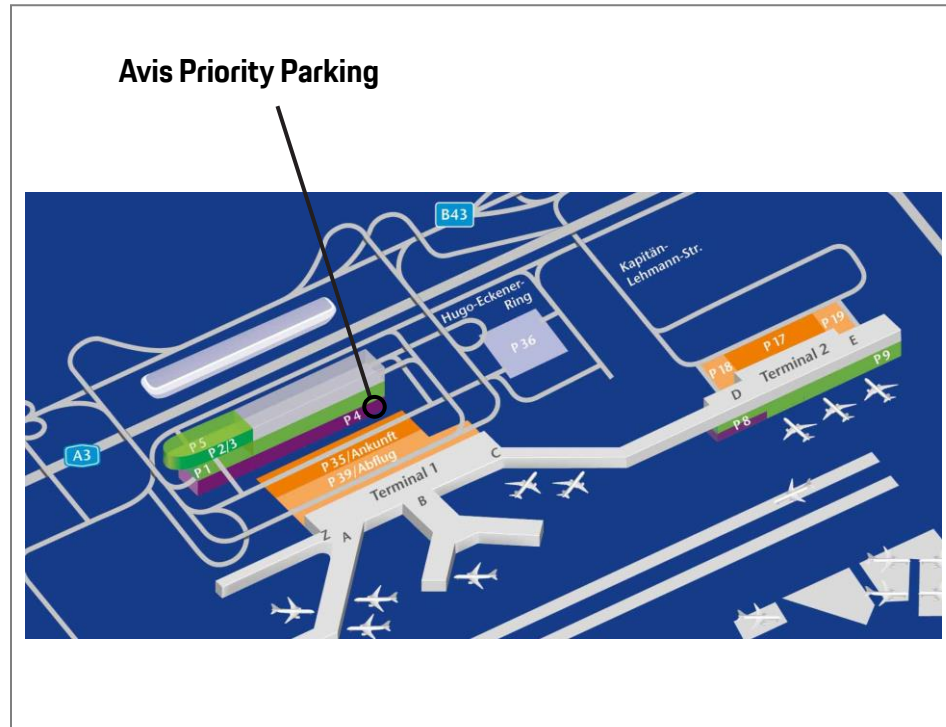 Avis Priority Parking
B43
Kapitän-
Lehmann-Str.
Hugo-Eckener-
Ring
P 36
P 19
P 17
P 18
E
Terminal 2
P 9
D
P 8
P 4
P 5
P 2/3
P 1
A3
P 35/Ankunft
P 39/Abflug
C
Terminal 1
B
Z
A